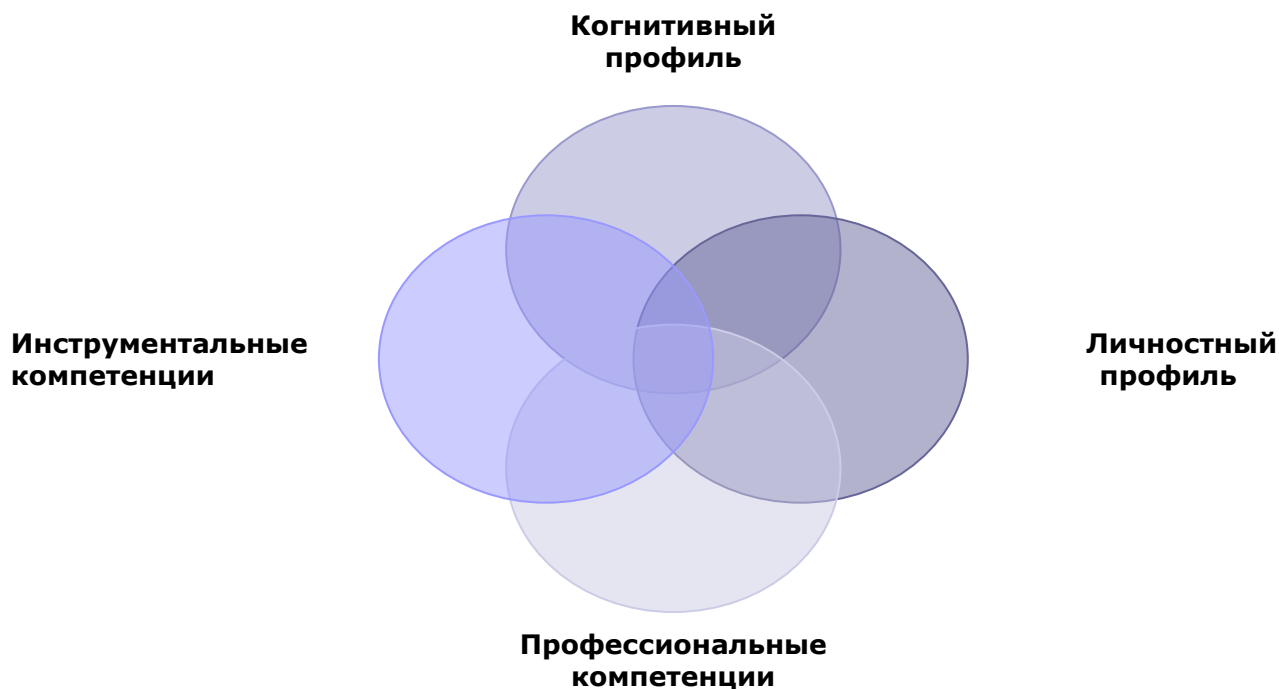 Когнитивный
профиль
Инструментальные
компетенции
Личностный
профиль
Профессиональные
компетенции